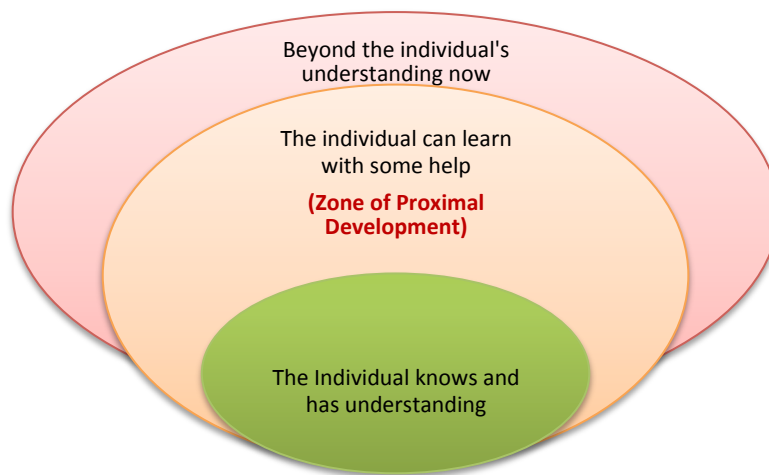 Beyond the individual's
understanding now
The individual can learn
with some help
(Zone of Proximal
Development)
The Individual knows and
has understanding